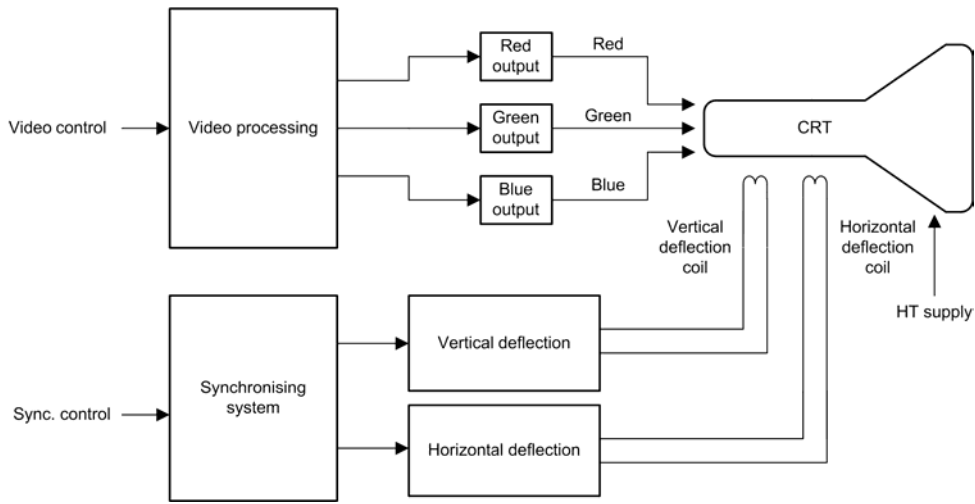 Video control
Video processing
Red
output
Red
Green
output
Green
Blue
output
Blue
CRT
Vertical
deflection
coil
Horizontal
deflection
coil
HT supply
Sync. control
Synchronising
system
Vertical deflection
Horizontal deflection